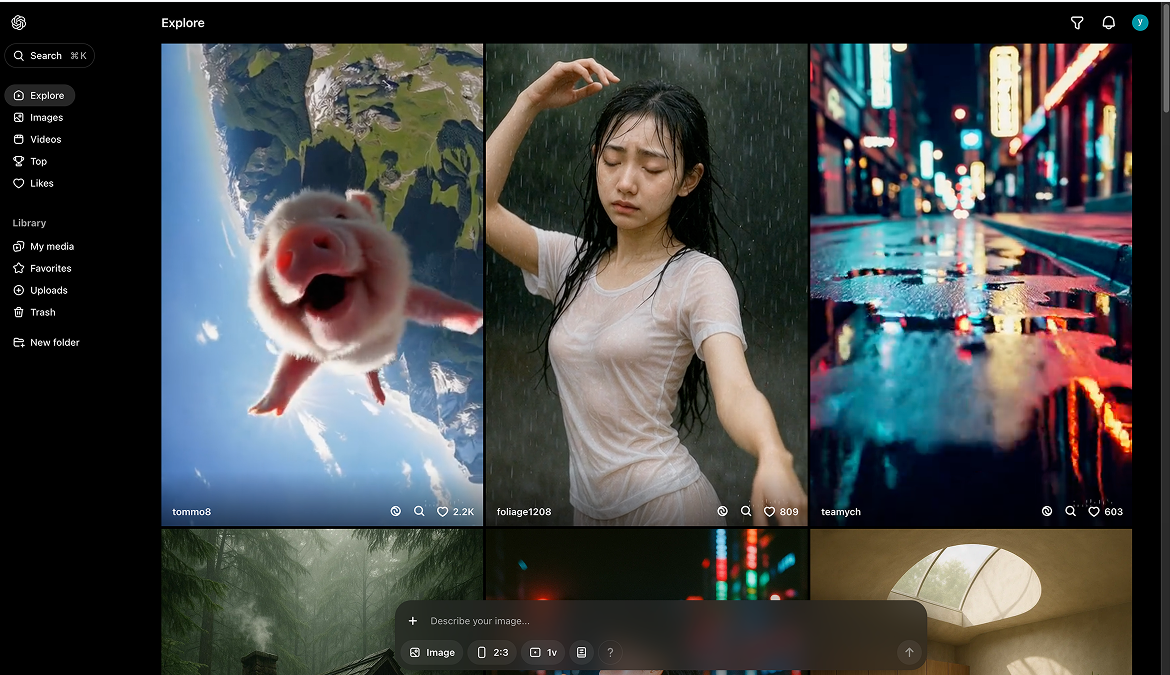 Explore
y
Search ⌘ K
Explore
Images
Videos
Top
Likes
Library
My media
Favorites
Uploads
Trash
New folder
tommo8 2.2K
foliage1208 809
teamych 603
Describe your image...
Image 2:3 1v ?